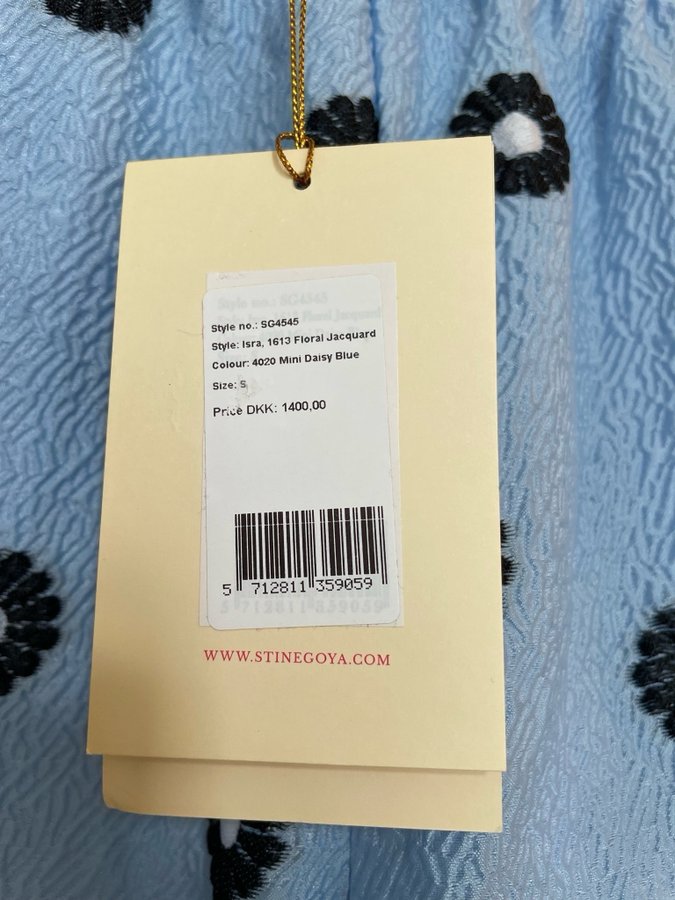 Style no.: SG4545
Style: Isra, 1613 Floral Jacquard
Colour: 4020 Mini Daisy Blue
Size: S
Price DKK: 1400,00
5 712811 359059
WWW.STINEGOYA.COM